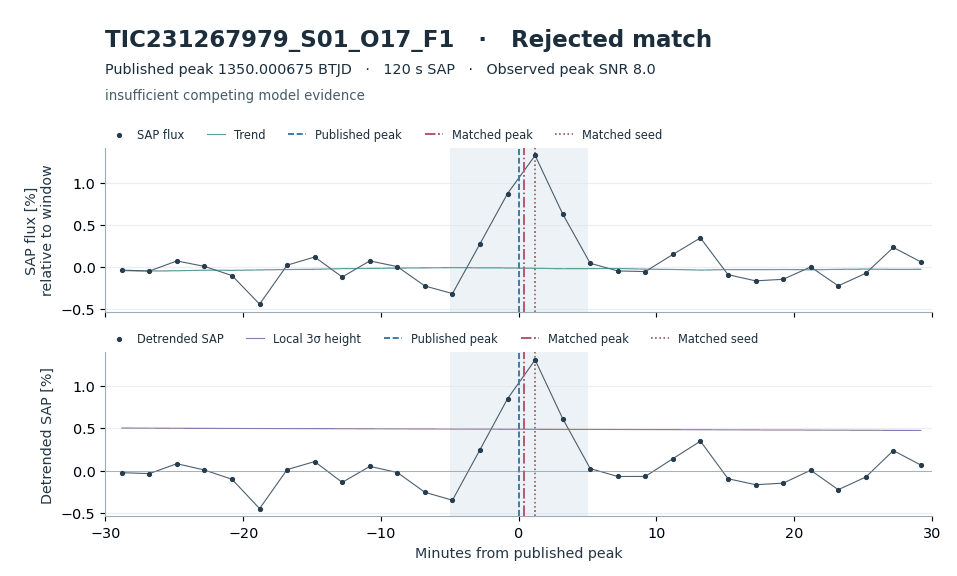 TIC231267979_S01_O17_F1 · Rejected match
Published peak 1350.000675 BTJD · 120 s SAP · Observed peak SNR 8.0
insufficient competing model evidence
SAP flux Trend Published peak Matched peak Matched seed
SAP flux [%]
relative to window
1.0
0.5
0.0
−0.5
Detrended SAP Local 3σ height Published peak Matched peak Matched seed
Detrended SAP [%]
1.0
0.5
0.0
−0.5
−30 −20 −10 0 10 20 30
Minutes from published peak